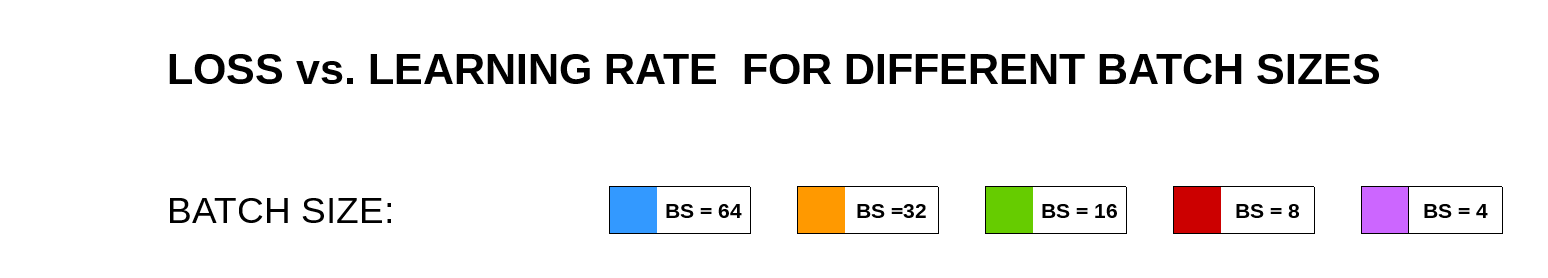 LOSS vs. LEARNING RATE  FOR DIFFERENT BATCH SIZES
BATCH SIZE: BS = 64 BS =32 BS = 16 BS = 8 BS = 4